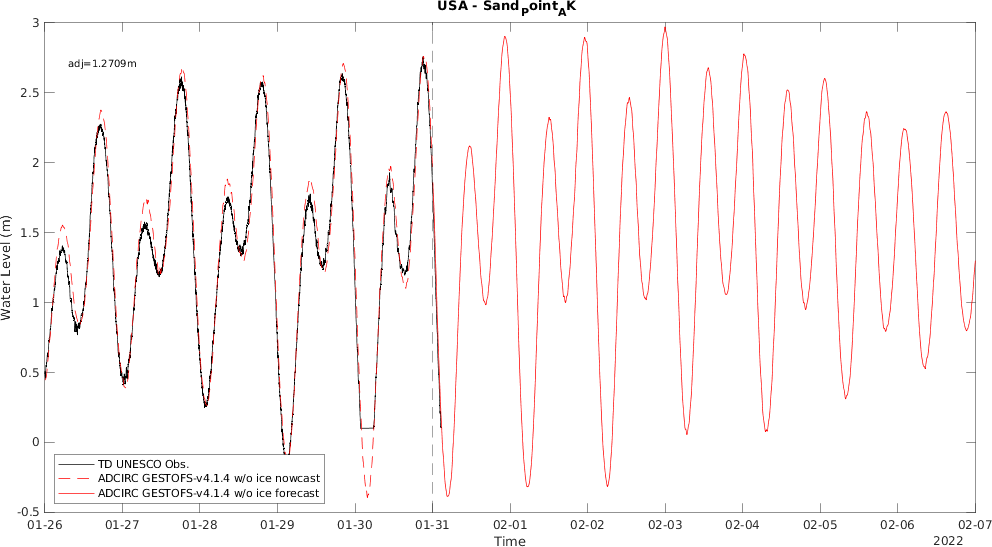 USA - Sand_Point_AK
adj=1.2709m
3
2.5
2
1.5
1
0.5
0
-0.5
Water Level (m)
TD UNESCO Obs.
ADCIRC GESTOFS-v4.1.4 w/o ice nowcast
ADCIRC GESTOFS-v4.1.4 w/o ice forecast
01-26 01-27 01-28 01-29 01-30 01-31 02-01 02-02 02-03 02-04 02-05 02-06 02-07
Time
2022